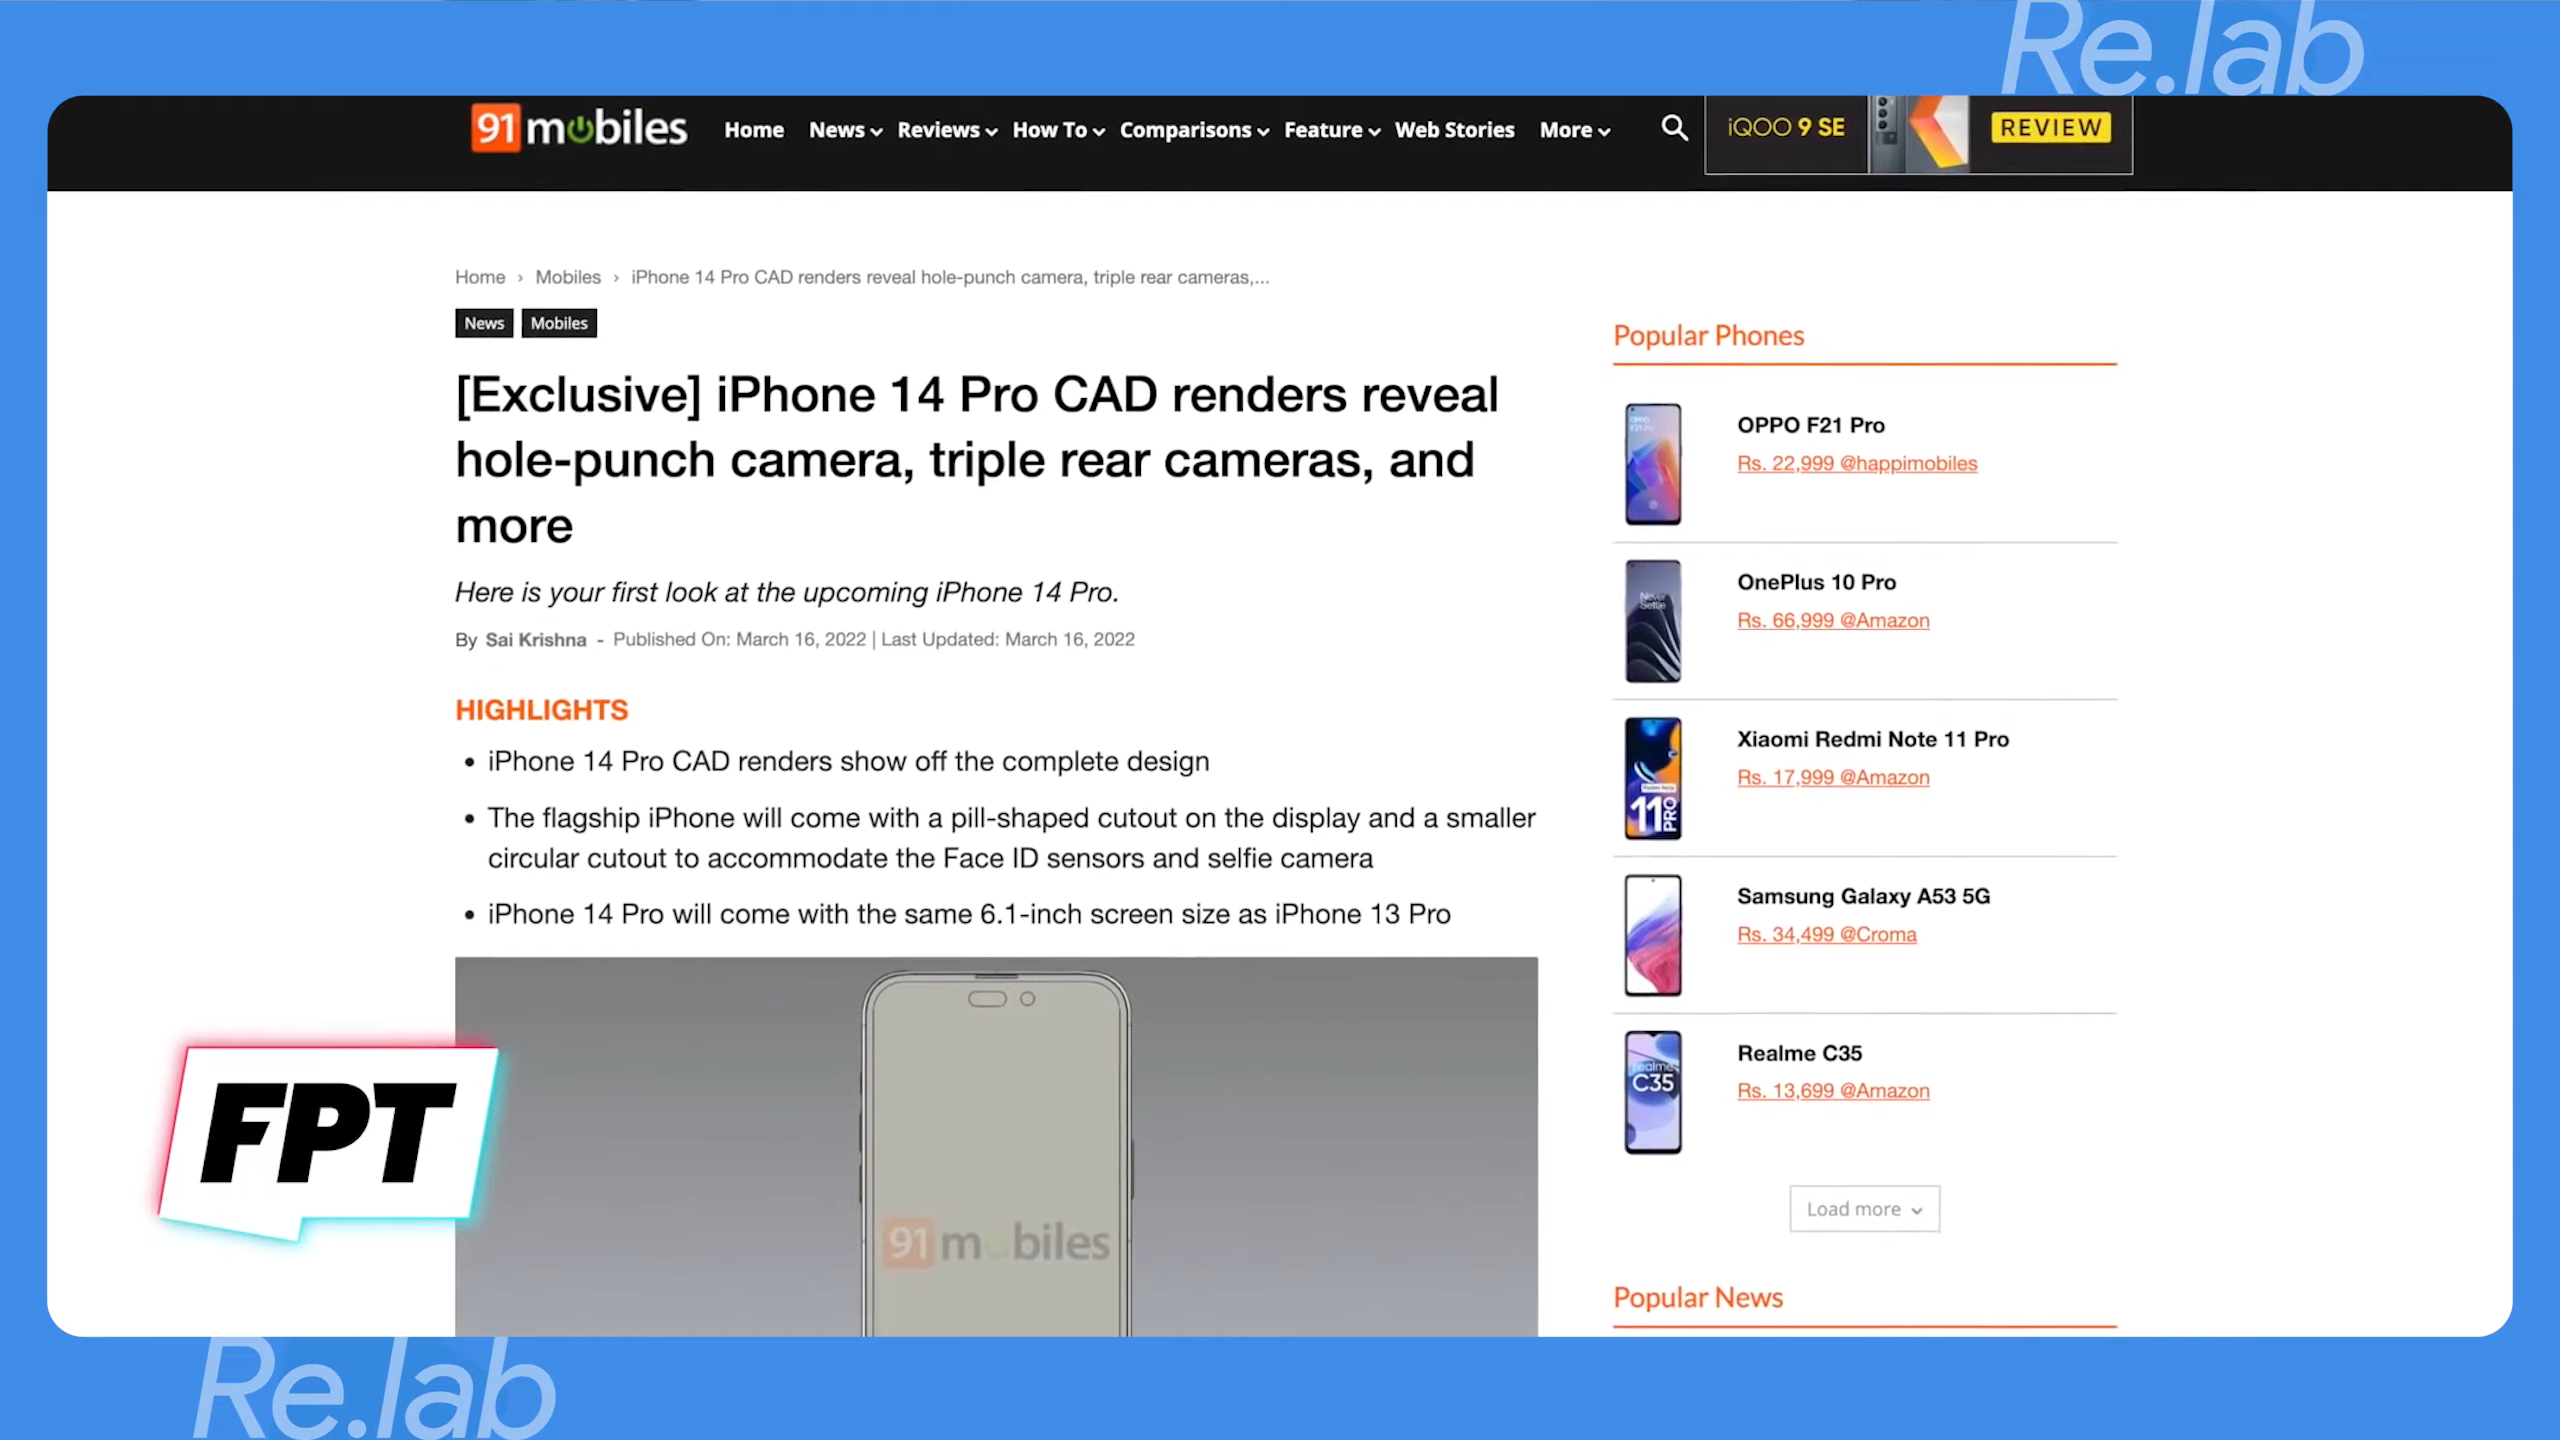 Re.lab
91mobiles
Home News Reviews How To Comparisons Feature Web Stories More
iQOO 9 SE
REVIEW
Home › Mobiles › iPhone 14 Pro CAD renders reveal hole-punch camera, triple rear cameras,...
News Mobiles
[Exclusive] iPhone 14 Pro CAD renders reveal
hole-punch camera, triple rear cameras, and
more
Here is your first look at the upcoming iPhone 14 Pro.
By Sai Krishna - Published On: March 16, 2022 | Last Updated: March 16, 2022
HIGHLIGHTS
• iPhone 14 Pro CAD renders show off the complete design
• The flagship iPhone will come with a pill-shaped cutout on the display and a smaller
circular cutout to accommodate the Face ID sensors and selfie camera
• iPhone 14 Pro will come with the same 6.1-inch screen size as iPhone 13 Pro
91mobiles
FPT
Popular Phones
OPPO F21 Pro
Rs. 22,999 @happimobiles
Never
Settle
OnePlus 10 Pro
Rs. 66,999 @Amazon
11 PRO
Xiaomi Redmi Note 11 Pro
Rs. 17,999 @Amazon
Samsung Galaxy A53 5G
Rs. 34,499 @Croma
realme
C35
Realme C35
Rs. 13,699 @Amazon
Load more
Popular News
Re.lab